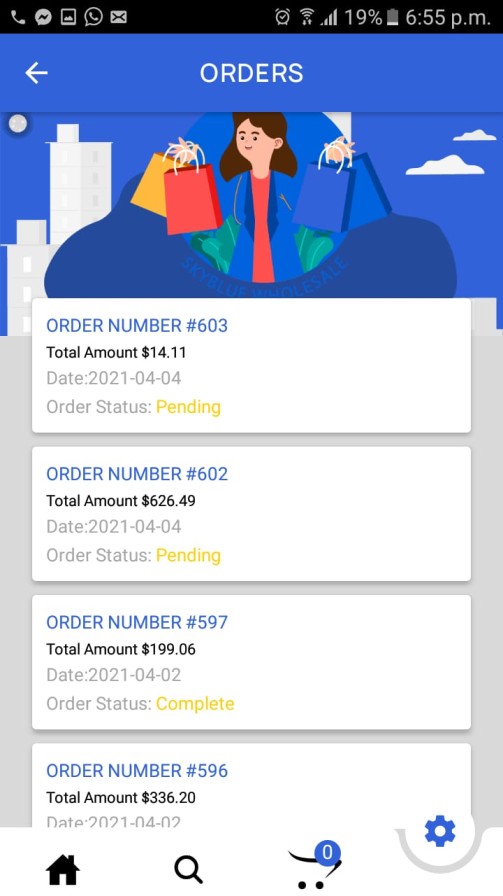 19% 6:55 p.m.
ORDERS
SKYBLUE WHOLESALE
ORDER NUMBER #603
Total Amount $14.11
Date:2021-04-04
Order Status: Pending
ORDER NUMBER #602
Total Amount $626.49
Date:2021-04-04
Order Status: Pending
ORDER NUMBER #597
Total Amount $199.06
Date:2021-04-02
Order Status: Complete
ORDER NUMBER #596
Total Amount $336.20
Date:2021-04-02
0